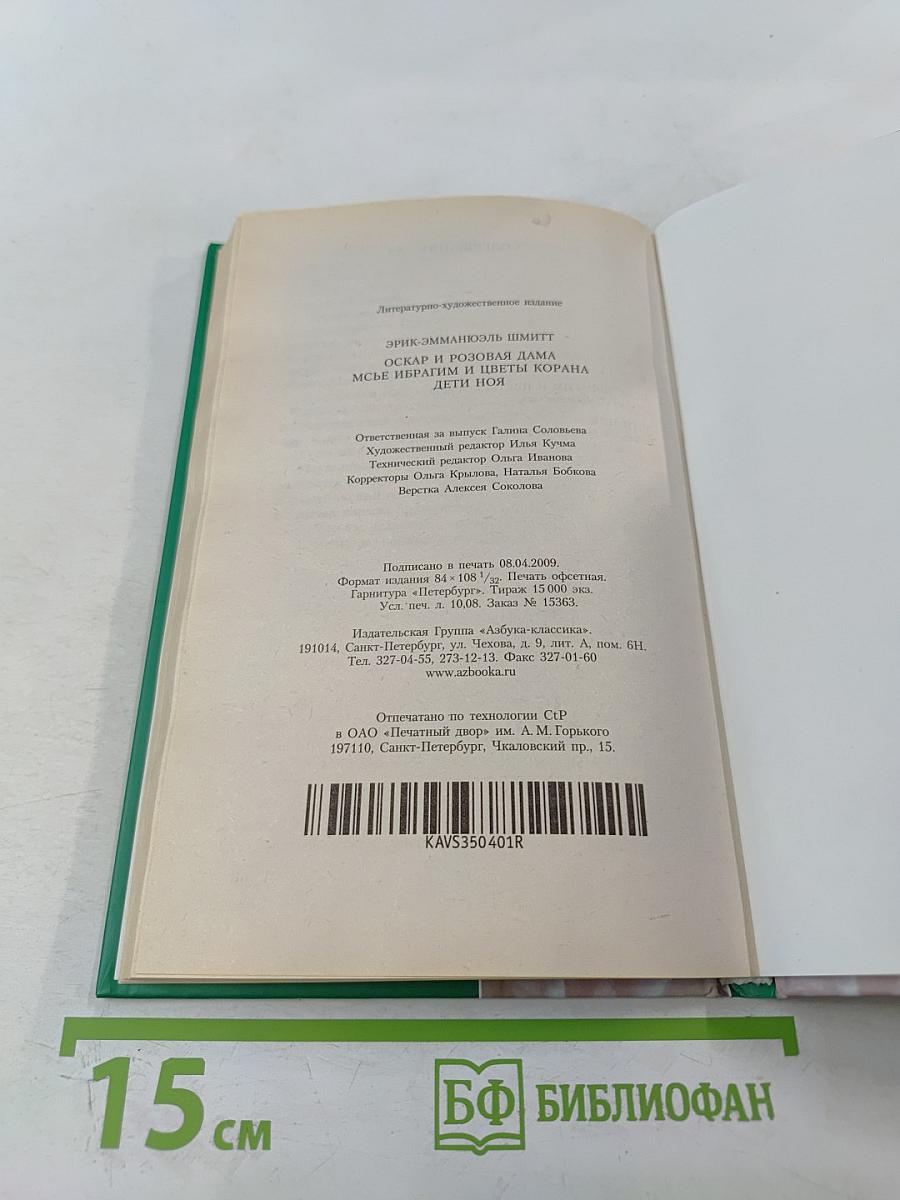 Литературно-художественное издание
ЭРИК-ЭММАНЮЭЛЬ ШМИТТ
ОСКАР И РОЗОВАЯ ДАМА
МСЬЕ ИБРАГИМ И ЦВЕТЫ КОРАНА
ДЕТИ НОЯ
Ответственная за выпуск Галина Соловьева
Художественный редактор Илья Кучма
Технический редактор Ольга Иванова
Корректоры Ольга Крылова, Наталья Бобкова
Верстка Алексея Соколова
Подписано в печать 08.04.2009.
Формат издания 84 × 108 1/32. Печать офсетная.
Гарнитура «Петербург». Тираж 15 000 экз.
Усл. печ. л. 10,08. Заказ № 15363.
Издательская Группа «Азбука-классика».
191014, Санкт-Петербург, ул. Чехова, д. 9, лит. А, пом. 6Н.
Тел. 327-04-55, 273-12-13. Факс 327-01-60
www.azbooka.ru
Отпечатано по технологии CtP
в ОАО «Печатный двор» им. А. М. Горького
197110, Санкт-Петербург, Чкаловский пр., 15.
KAVS350401R
15 см
БФ БИБЛИОФАН